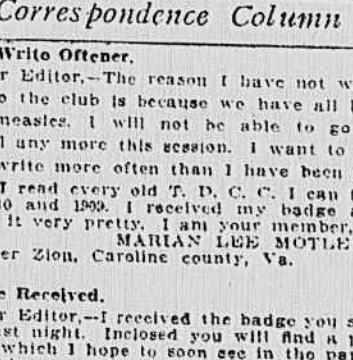 Correspondence Column
Write Oftener.
r Editor,—The reason I have not w
o the club is because we have all
measles. I will not be able to go
l any more this session. I want to
write more often than I have been
I read every old T. D. C. C. I can
10 and 1909. I received my badge a
it very pretty. I am your member,
MARIAN LEE MOTLE
er Zion, Caroline county, Va.
e Received.
r Editor,—I received the badge you s
st night. Inclosed you will find a
which I hope to soon see in the pa